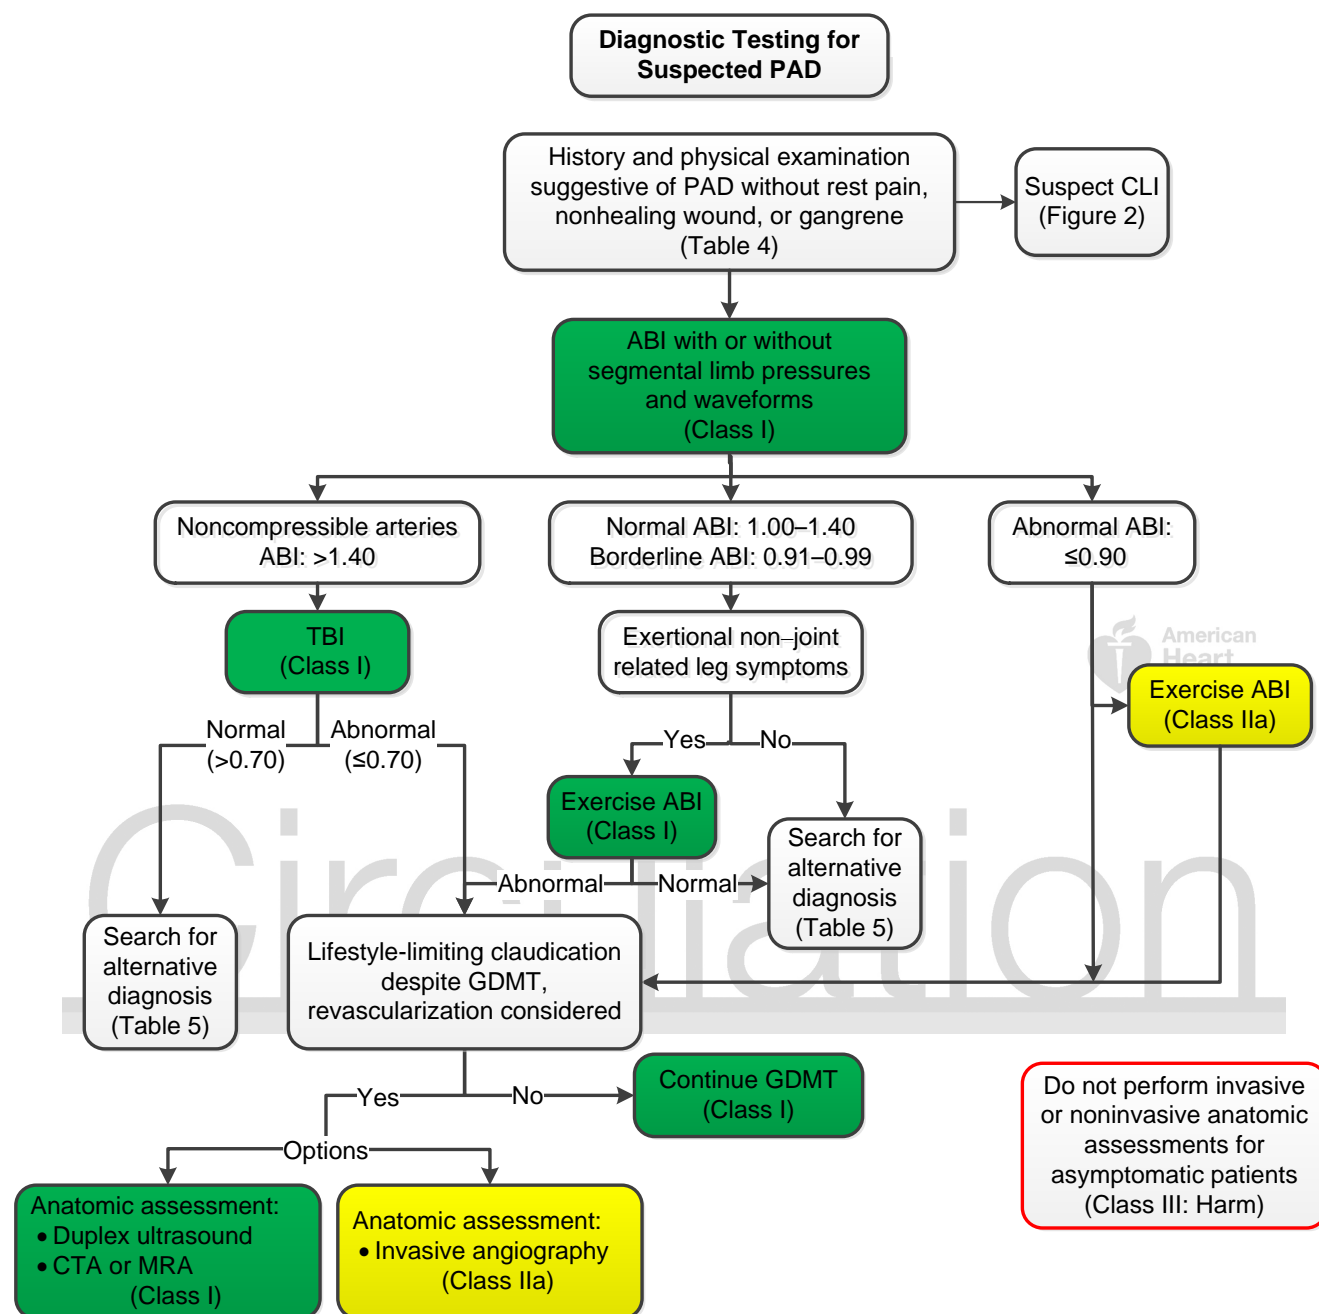 Diagnostic Testing for
Suspected PAD
History and physical examination
suggestive of PAD without rest pain,
nonhealing wound, or gangrene
(Table 4)
Suspect CLI
(Figure 2)
ABI with or without
segmental limb pressures
and waveforms
(Class I)
Noncompressible arteries
ABI: >1.40
Normal ABI: 1.00–1.40
Borderline ABI: 0.91–0.99
Abnormal ABI:
≤0.90
TBI
(Class I)
Exertional non–joint
related leg symptoms
American
Heart
Exercise ABI
(Class IIa)
Normal
(>0.70)
Abnormal
(≤0.70)
Yes
No
Exercise ABI
(Class I)
Search for
alternative
diagnosis
(Table 5)
Abnormal
Normal
Circulation
Search for
alternative
diagnosis
(Table 5)
Lifestyle-limiting claudication
despite GDMT,
revascularization considered
Continue GDMT
(Class I)
Yes
No
Options
Do not perform invasive
or noninvasive anatomic
assessments for
asymptomatic patients
(Class III: Harm)
Anatomic assessment:
• Duplex ultrasound
• CTA or MRA
(Class I)
Anatomic assessment:
• Invasive angiography
(Class IIa)